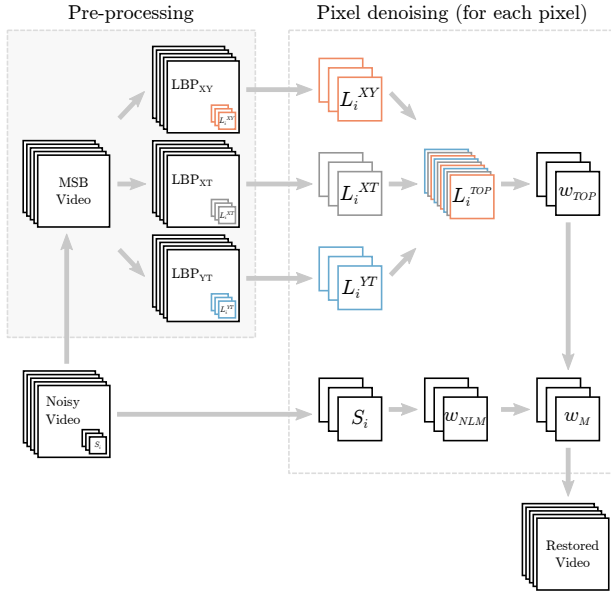 Pre-processing
Pixel denoising (for each pixel)
LBP_XY
L_i^XY
L_i^XY
MSB
Video
LBP_XT
L_i^XT
L_i^XT
L_i^TOP
w_TOP
LBP_YT
L_i^YT
L_i^YT
Noisy
Video
S_i
S_i
w_NLM
w_M
Restored
Video